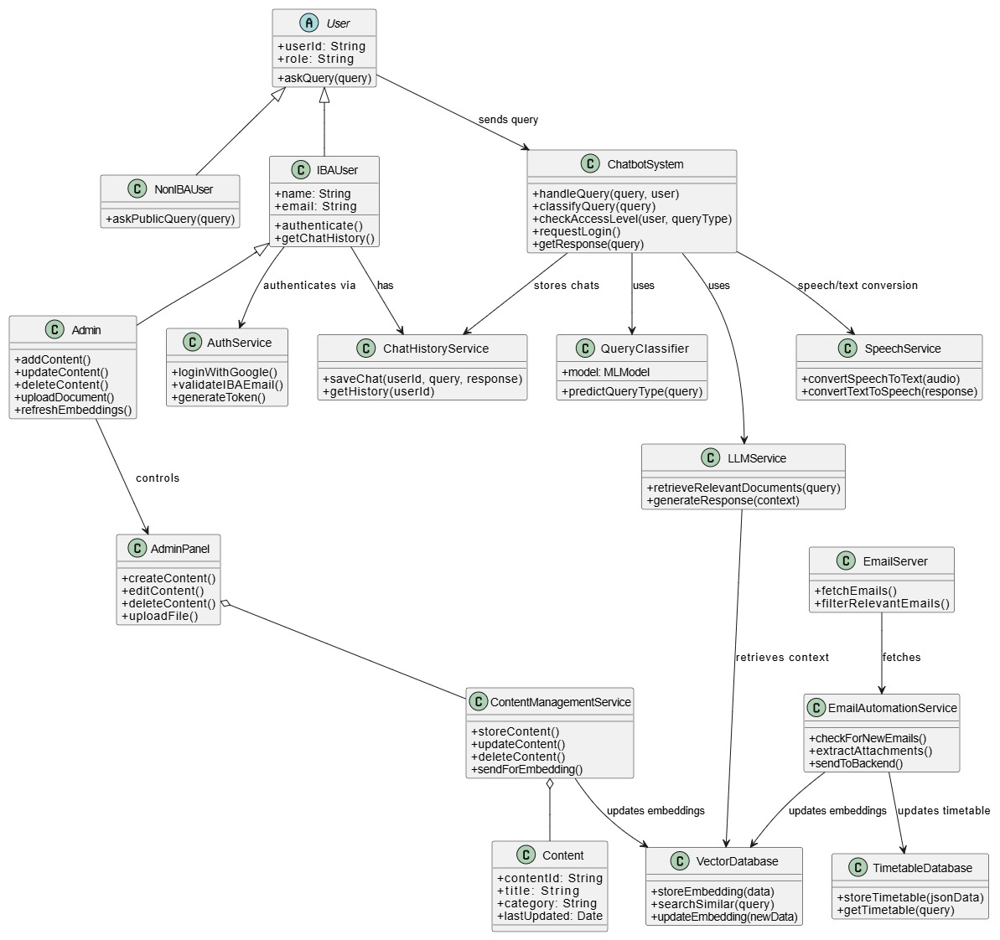 A User
+userId: String
+role: String
+askQuery(query)
sends query
C NonIBAUser
+askPublicQuery(query)
C IBAUser
+name: String
+email: String
+authenticate()
+getChatHistory()
C ChatbotSystem
+handleQuery(query, user)
+classifyQuery(query)
+checkAccessLevel(user, queryType)
+requestLogin()
+getResponse(query)
authenticates via
has
stores chats
uses
uses
speech/text conversion
C Admin
+addContent()
+updateContent()
+deleteContent()
+uploadDocument()
+refreshEmbeddings()
C AuthService
+loginWithGoogle()
+validateIBAEmail()
+generateToken()
C ChatHistoryService
+saveChat(userId, query, response)
+getHistory(userId)
C QueryClassifier
+model: MLModel
+predictQueryType(query)
C SpeechService
+convertSpeechToText(audio)
+convertTextToSpeech(response)
C LLMService
+retrieveRelevantDocuments(query)
+generateResponse(context)
controls
C AdminPanel
+createContent()
+editContent()
+deleteContent()
+uploadFile()
C EmailServer
+fetchEmails()
+filterRelevantEmails()
retrieves context
fetches
C ContentManagementService
+storeContent()
+updateContent()
+deleteContent()
+sendForEmbedding()
C EmailAutomationService
+checkForNewEmails()
+extractAttachments()
+sendToBackend()
updates embeddings
updates embeddings
updates timetable
C Content
+contentId: String
+title: String
+category: String
+lastUpdated: Date
C VectorDatabase
+storeEmbedding(data)
+searchSimilar(query)
+updateEmbedding(newData)
C TimetableDatabase
+storeTimetable(jsonData)
+getTimetable(query)